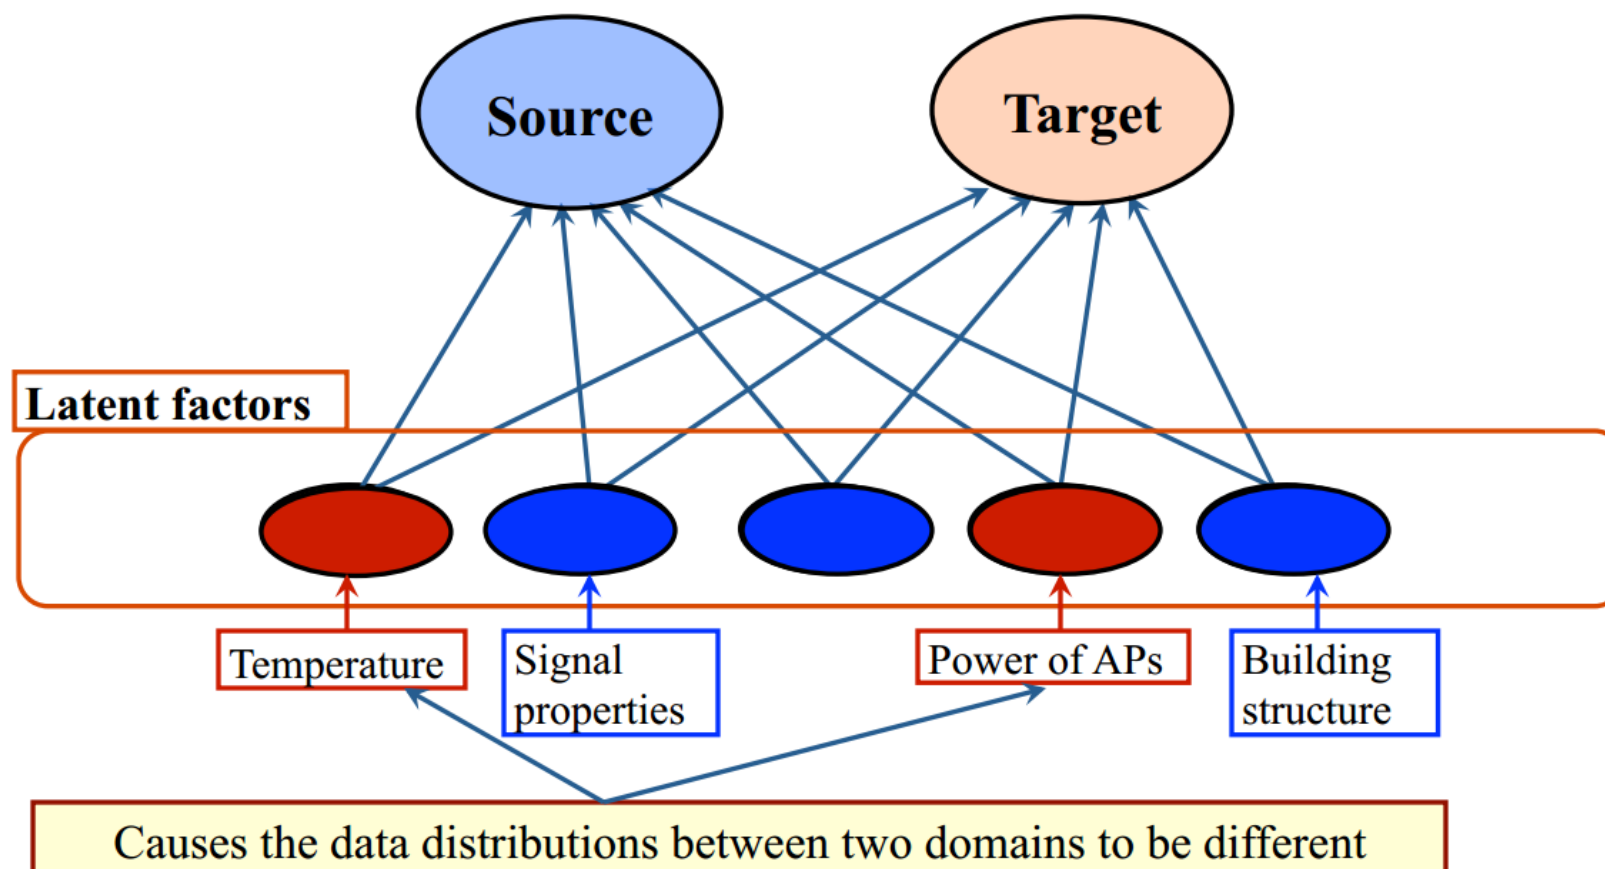 Source
Target
Latent factors
Temperature
Signal
properties
Power of APs
Building
structure
Causes the data distributions between two domains to be different